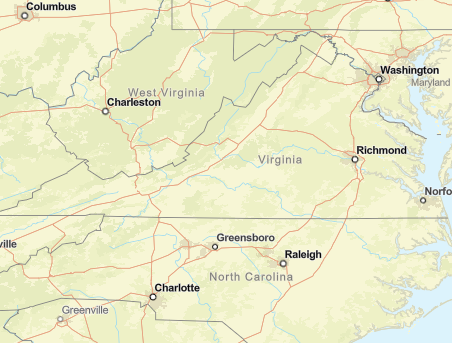 Columbus
Washington
Maryland
West Virginia
Charleston
Richmond
Virginia
Norfo
Greensboro
ville
Raleigh
North Carolina
Charlotte
Greenville